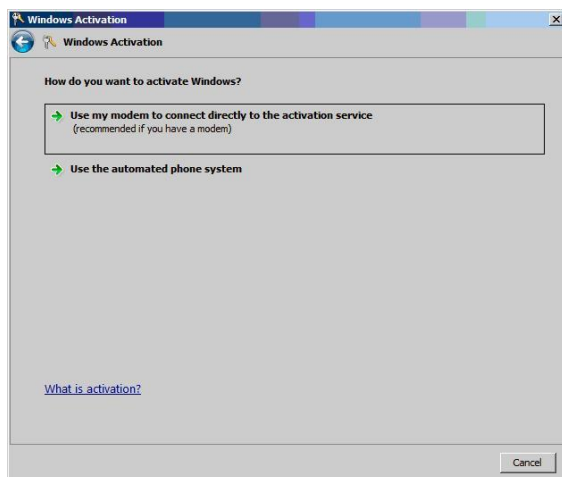 Windows Activation
Windows Activation
How do you want to activate Windows?
Use my modem to connect directly to the activation service
(recommended if you have a modem)
Use the automated phone system
What is activation?
Cancel